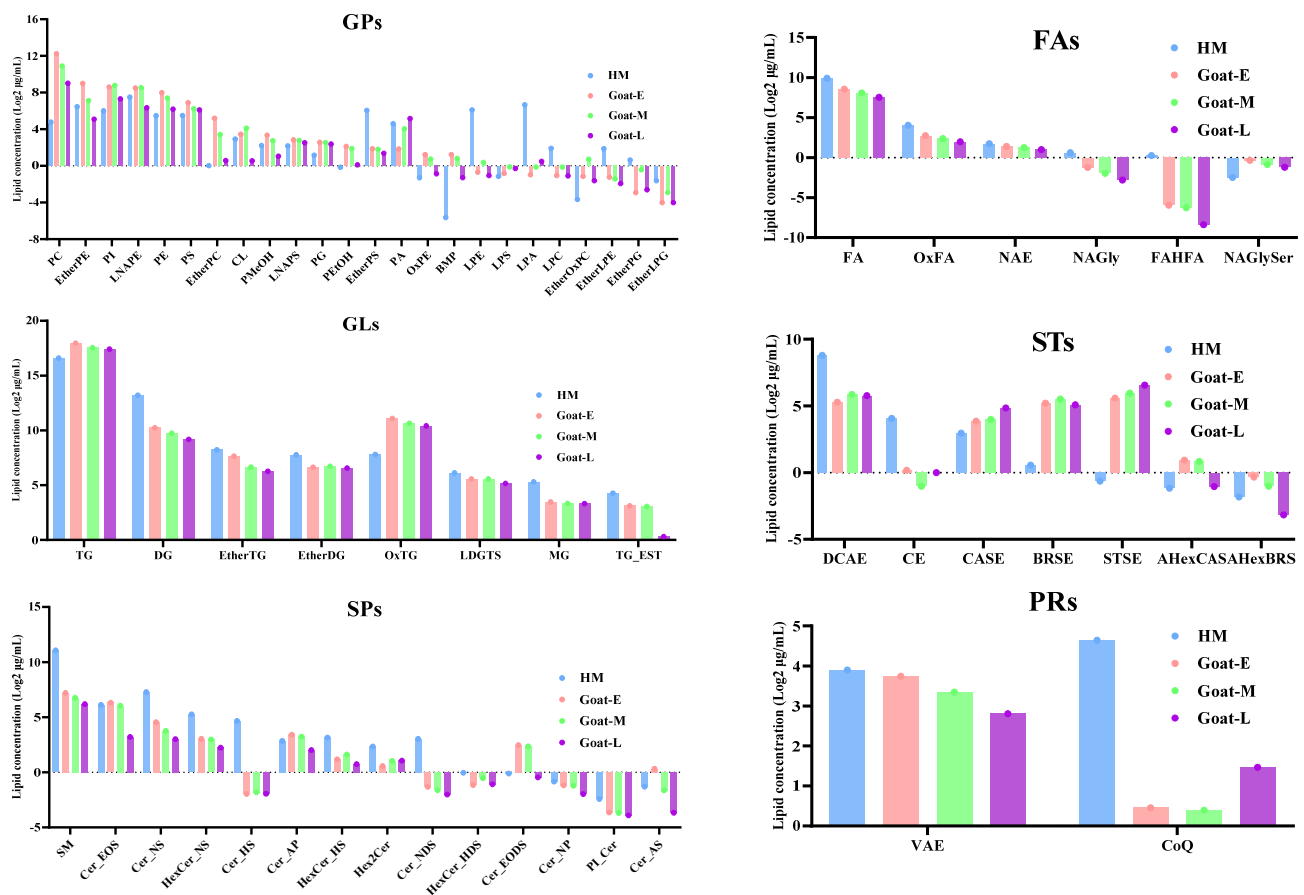 GPs
Lipid concentration (Log2 μg/mL)
16
12
8
4
0
-4
-8
HM
Goat-E
Goat-M
Goat-L
PC
EtherPE
PI
LNAPE
PE
PS
EtherPC
CL
PMeOH
LNAPS
PG
PEtOH
EtherPS
PA
OxPE
BMP
LPE
LPS
LPA
LPC
EtherOxPC
EtherLPE
EtherPG
EtherLPG
FAs
Lipid concentration (Log2 μg/mL)
15
10
5
0
-5
-10
HM
Goat-E
Goat-M
Goat-L
FA
OxFA
NAE
NAGly
FAHFA
NAGlySer
GLs
Lipid concentration (Log2 μg/mL)
20
15
10
5
0
HM
Goat-E
Goat-M
Goat-L
TG
DG
EtherTG
EtherDG
OxTG
LDGTS
MG
TG_EST
STs
Lipid concentration (Log2 μg/mL)
10
5
0
-5
HM
Goat-E
Goat-M
Goat-L
DCAE
CE
CASE
BRSE
STSE
AHexCAS
AHexBRS
SPs
Lipid concentration (Log2 μg/mL)
15
10
5
0
-5
HM
Goat-E
Goat-M
Goat-L
SM
Cer_EOS
Cer_NS
HexCer_NS
Cer_HS
Cer_AP
HexCer_HS
Hex2Cer
Cer_NDS
HexCer_HDS
Cer_EODS
Cer_NP
PI_Cer
Cer_AS
PRs
Lipid concentration (Log2 μg/mL)
5
4
3
2
1
0
HM
Goat-E
Goat-M
Goat-L
VAE
CoQ